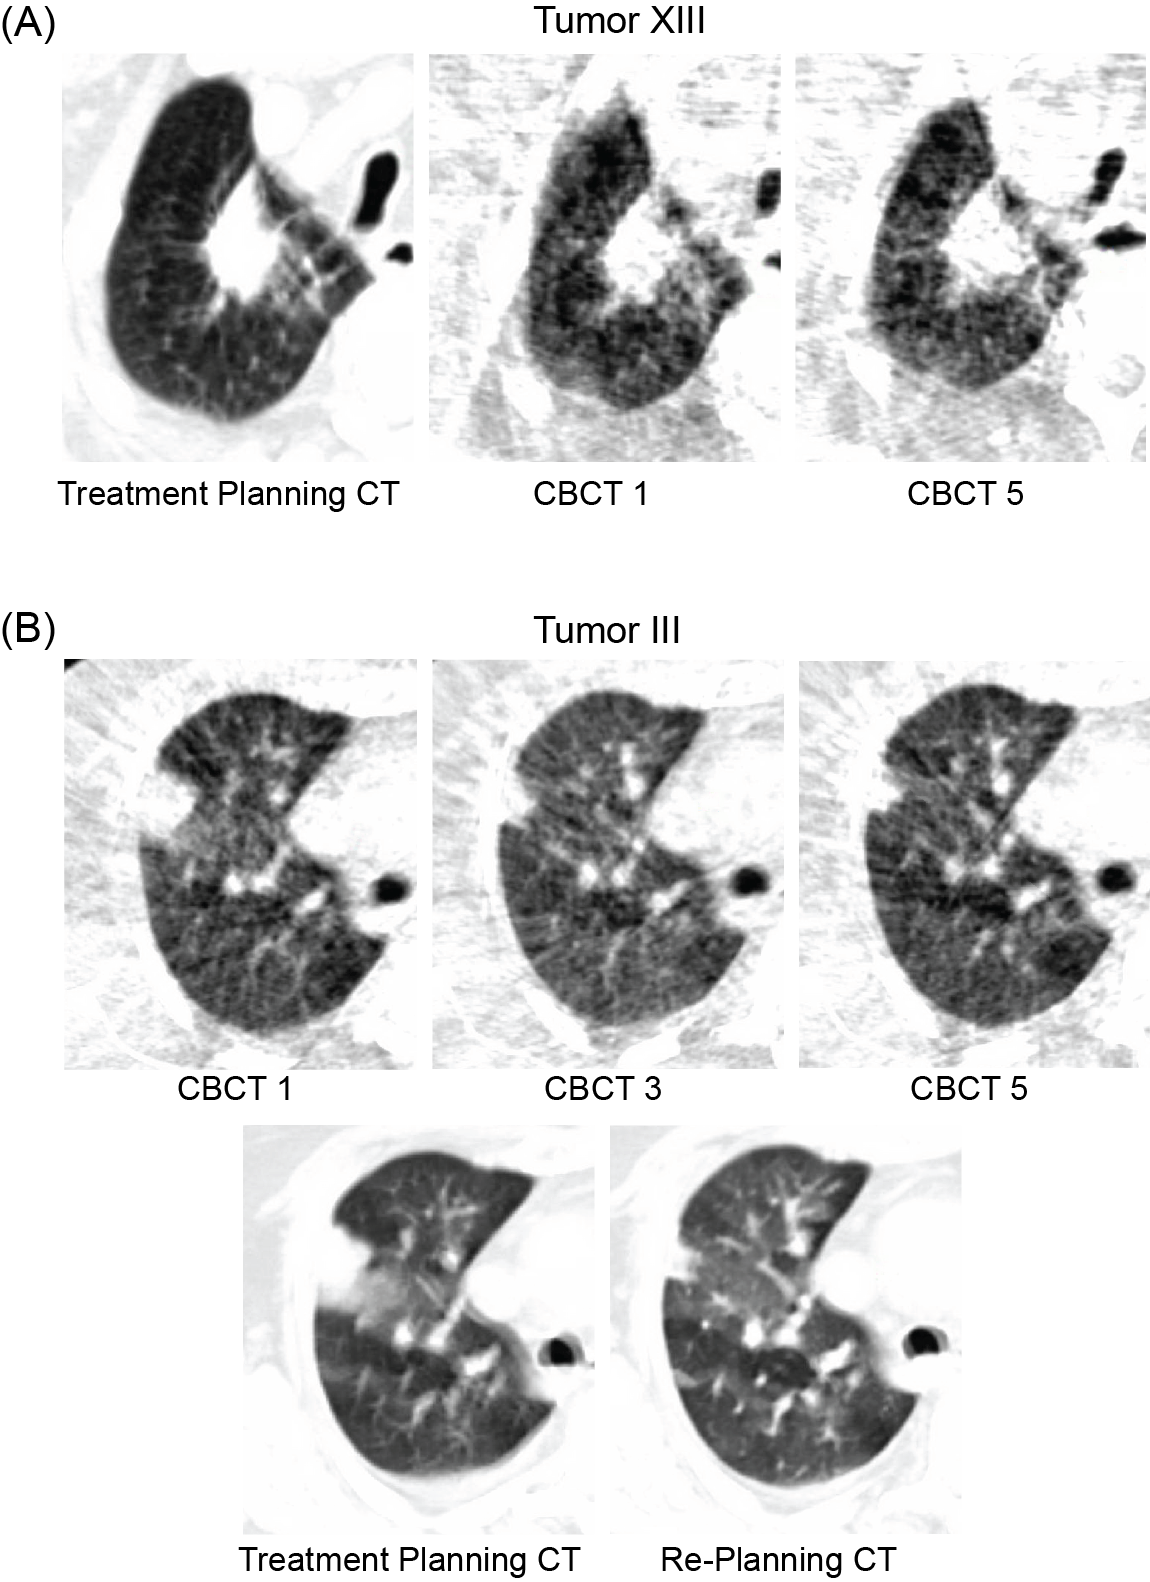 (A)
Tumor XIII
Treatment Planning CT
CBCT 1
CBCT 5
(B)
Tumor III
CBCT 1
CBCT 3
CBCT 5
Treatment Planning CT
Re-Planning CT